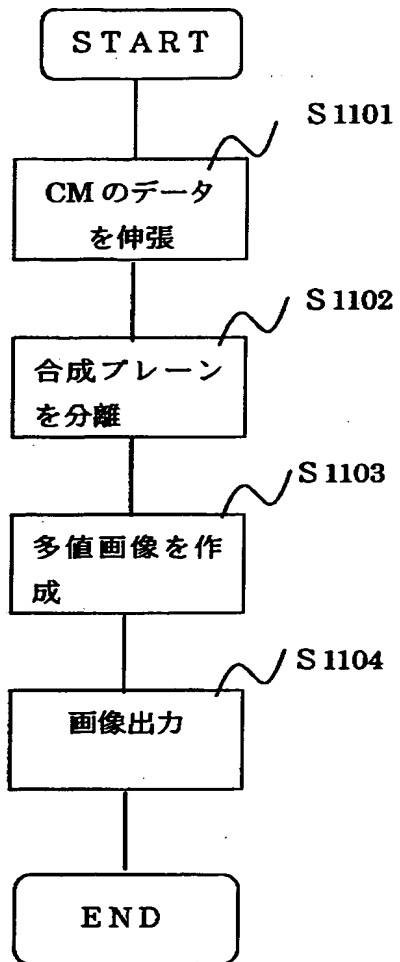 START
S1101
CMのデータ
を伸張
S1102
合成プレーン
を分離
S1103
多値画像を作
成
S1104
画像出力
END